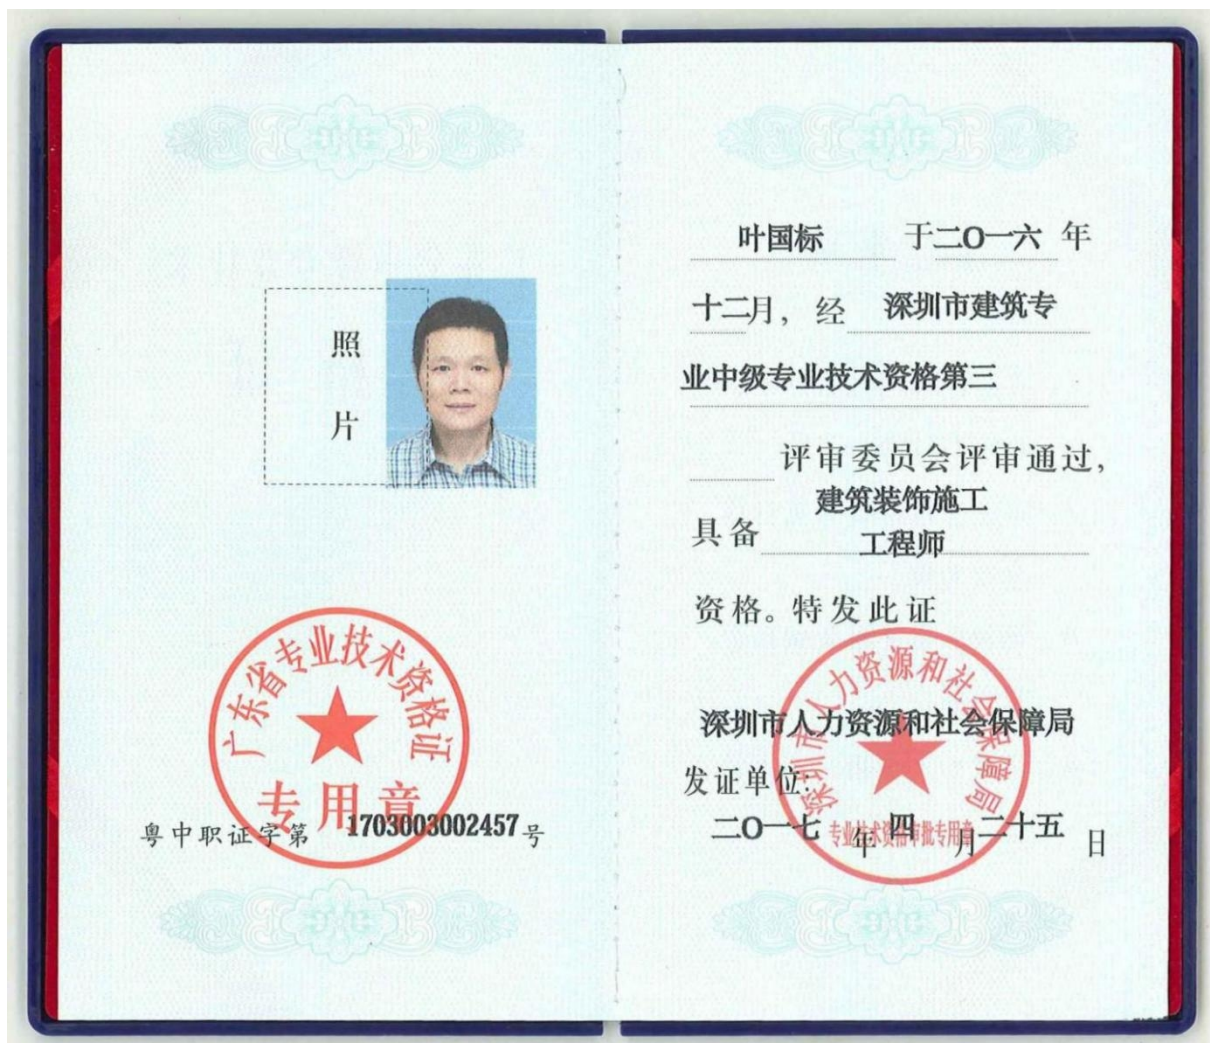 照
片
广东省专业技术资格证
专用章
粤中职证字第 1703003002457 号
叶国标 于二O一六 年
十二月，经 深圳市建筑专
业中级专业技术资格第三
评审委员会评审通过，
建筑装饰施工
具备 工程师
资格。特发此证
深圳市人力资源和社会保障局
深圳市人力资源和社会保障局
发证单位：
二O一七 年 四 月 二十五 日
专业技术资格审批专用章